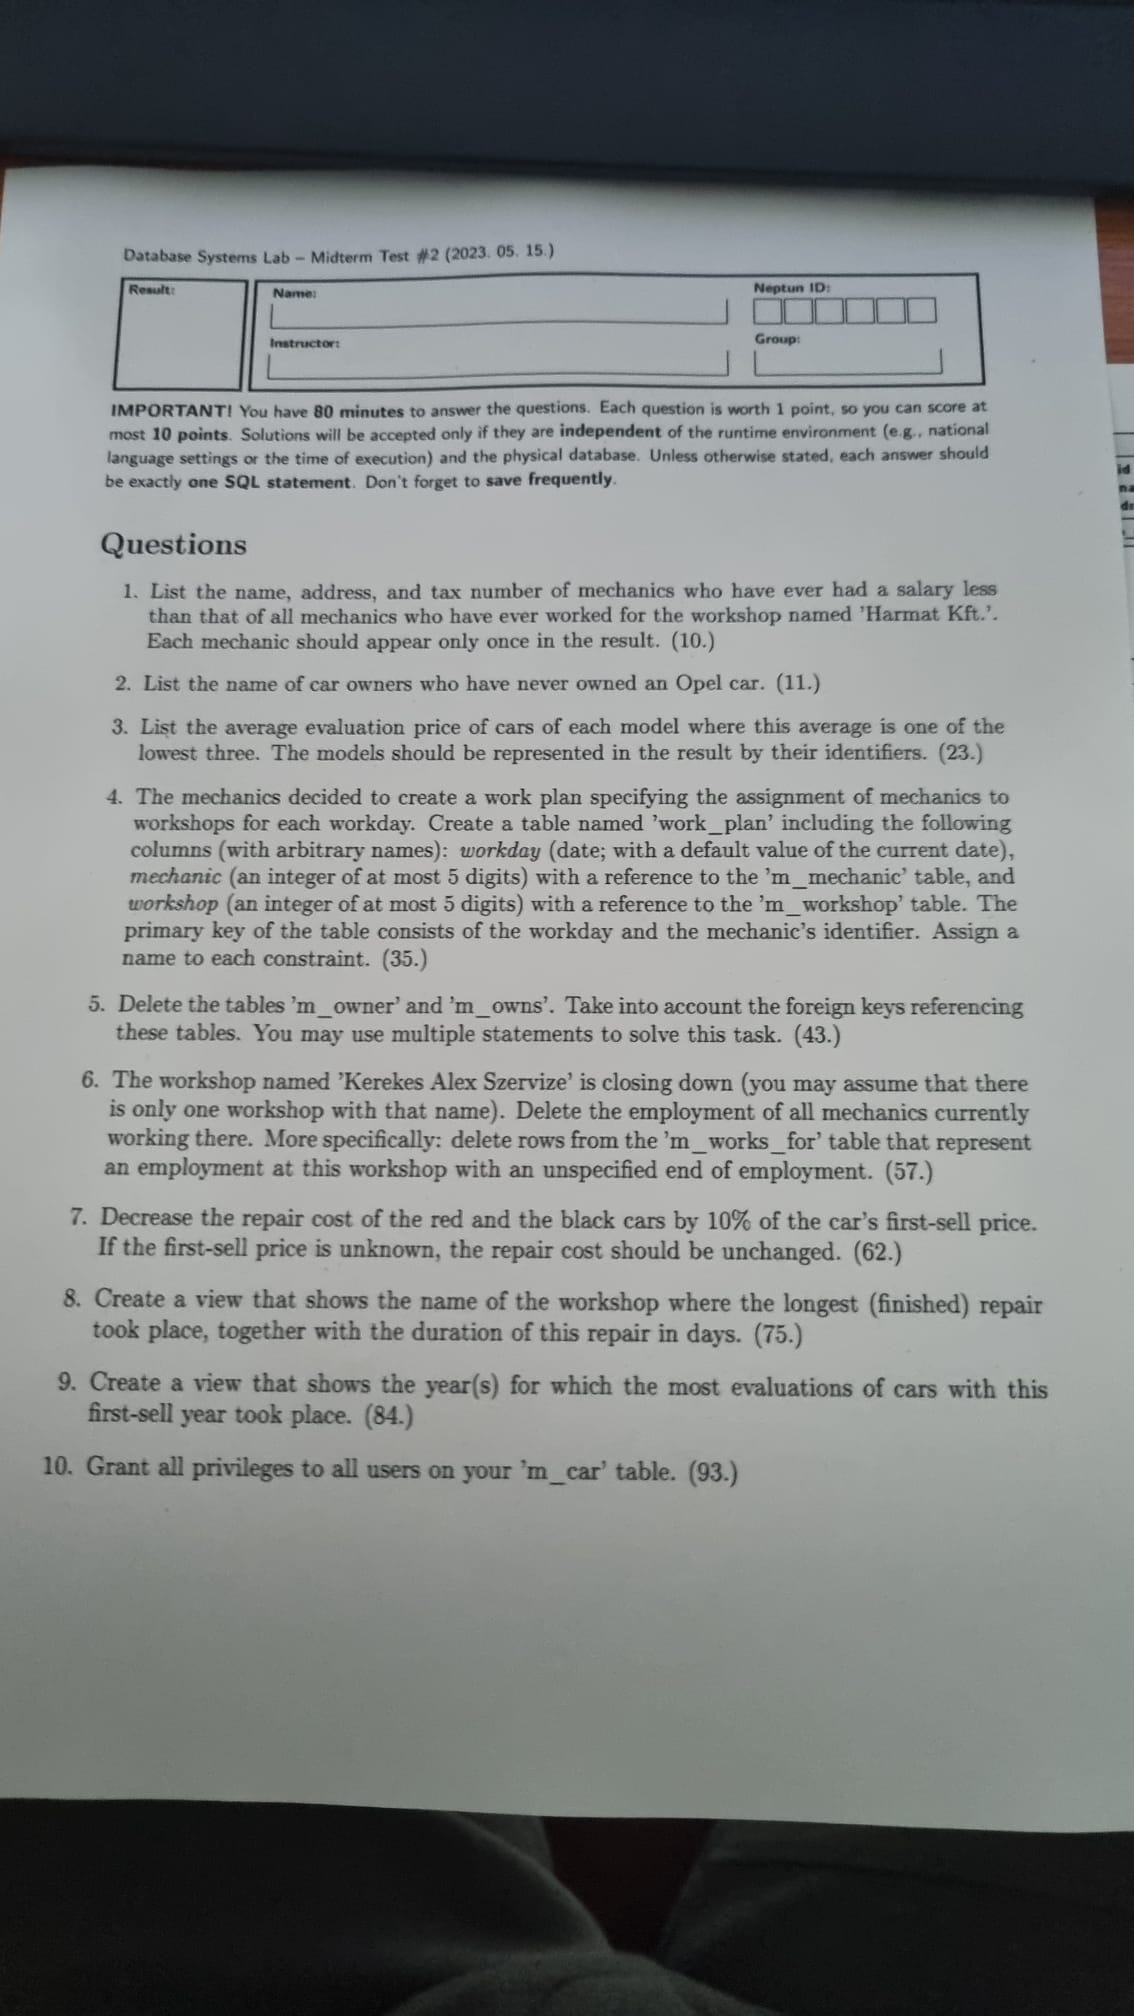 Database Systems Lab – Midterm Test #2 (2023. 05. 15.)
Result:
Name:
Neptun ID:
Instructor:
Group:
IMPORTANT! You have 80 minutes to answer the questions. Each question is worth 1 point, so you can score at
most 10 points. Solutions will be accepted only if they are independent of the runtime environment (e.g., national
language settings or the time of execution) and the physical database. Unless otherwise stated, each answer should
be exactly one SQL statement. Don't forget to save frequently.
Questions
1. List the name, address, and tax number of mechanics who have ever had a salary less
than that of all mechanics who have ever worked for the workshop named 'Harmat Kft.'.
Each mechanic should appear only once in the result. (10.)
2. List the name of car owners who have never owned an Opel car. (11.)
3. List the average evaluation price of cars of each model where this average is one of the
lowest three. The models should be represented in the result by their identifiers. (23.)
4. The mechanics decided to create a work plan specifying the assignment of mechanics to
workshops for each workday. Create a table named 'work_plan' including the following
columns (with arbitrary names): workday (date; with a default value of the current date),
mechanic (an integer of at most 5 digits) with a reference to the 'm_mechanic' table, and
workshop (an integer of at most 5 digits) with a reference to the 'm_workshop' table. The
primary key of the table consists of the workday and the mechanic's identifier. Assign a
name to each constraint. (35.)
5. Delete the tables 'm_owner' and 'm_owns'. Take into account the foreign keys referencing
these tables. You may use multiple statements to solve this task. (43.)
6. The workshop named 'Kerekes Alex Szervize' is closing down (you may assume that there
is only one workshop with that name). Delete the employment of all mechanics currently
working there. More specifically: delete rows from the 'm_works_for' table that represent
an employment at this workshop with an unspecified end of employment. (57.)
7. Decrease the repair cost of the red and the black cars by 10% of the car's first-sell price.
If the first-sell price is unknown, the repair cost should be unchanged. (62.)
8. Create a view that shows the name of the workshop where the longest (finished) repair
took place, together with the duration of this repair in days. (75.)
9. Create a view that shows the year(s) for which the most evaluations of cars with this
first-sell year took place. (84.)
10. Grant all privileges to all users on your 'm_car' table. (93.)
id